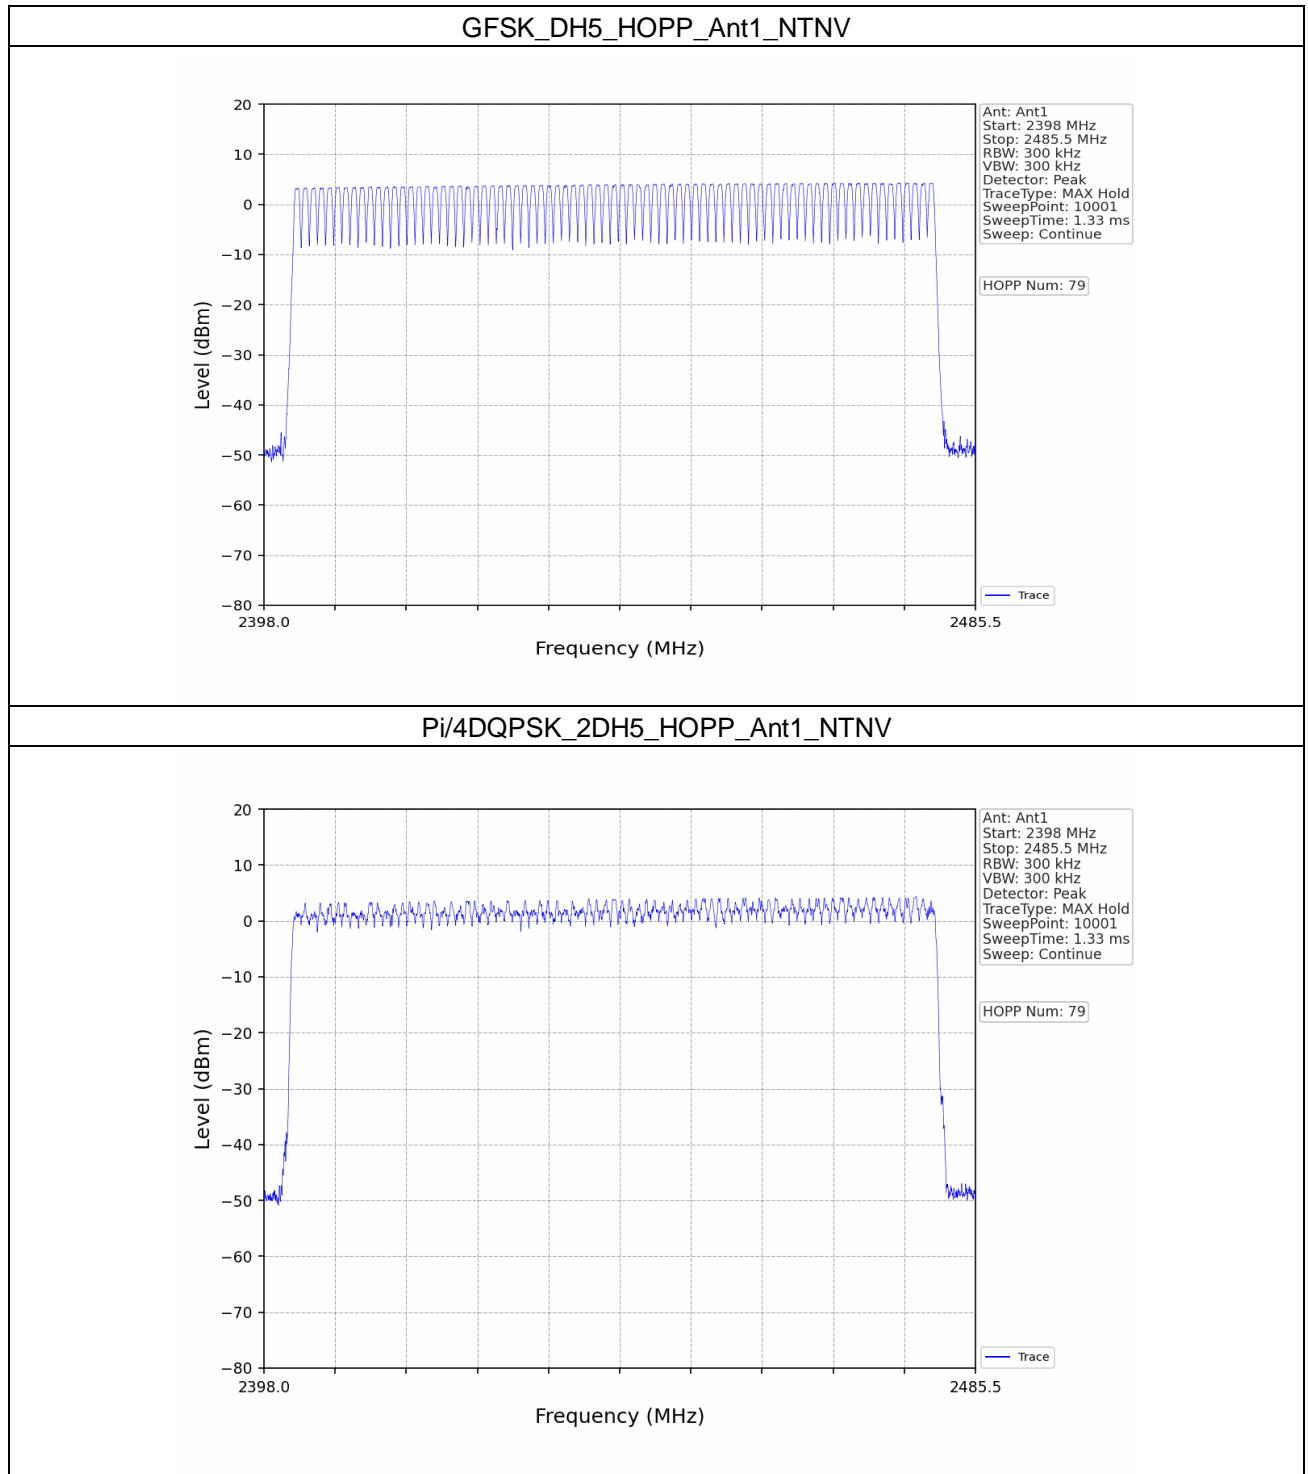 GFSK_DH5_HOPP_Ant1_NTNV
20
10
0
−10
−20
−30
−40
−50
−60
−70
−80
Level (dBm)
2398.0
2485.5
Frequency (MHz)
Ant: Ant1
Start: 2398 MHz
Stop: 2485.5 MHz
RBW: 300 kHz
VBW: 300 kHz
Detector: Peak
TraceType: MAX Hold
SweepPoint: 10001
SweepTime: 1.33 ms
Sweep: Continue
HOPP Num: 79
Trace
Pi/4DQPSK_2DH5_HOPP_Ant1_NTNV
20
10
0
−10
−20
−30
−40
−50
−60
−70
−80
Level (dBm)
2398.0
2485.5
Frequency (MHz)
Ant: Ant1
Start: 2398 MHz
Stop: 2485.5 MHz
RBW: 300 kHz
VBW: 300 kHz
Detector: Peak
TraceType: MAX Hold
SweepPoint: 10001
SweepTime: 1.33 ms
Sweep: Continue
HOPP Num: 79
Trace